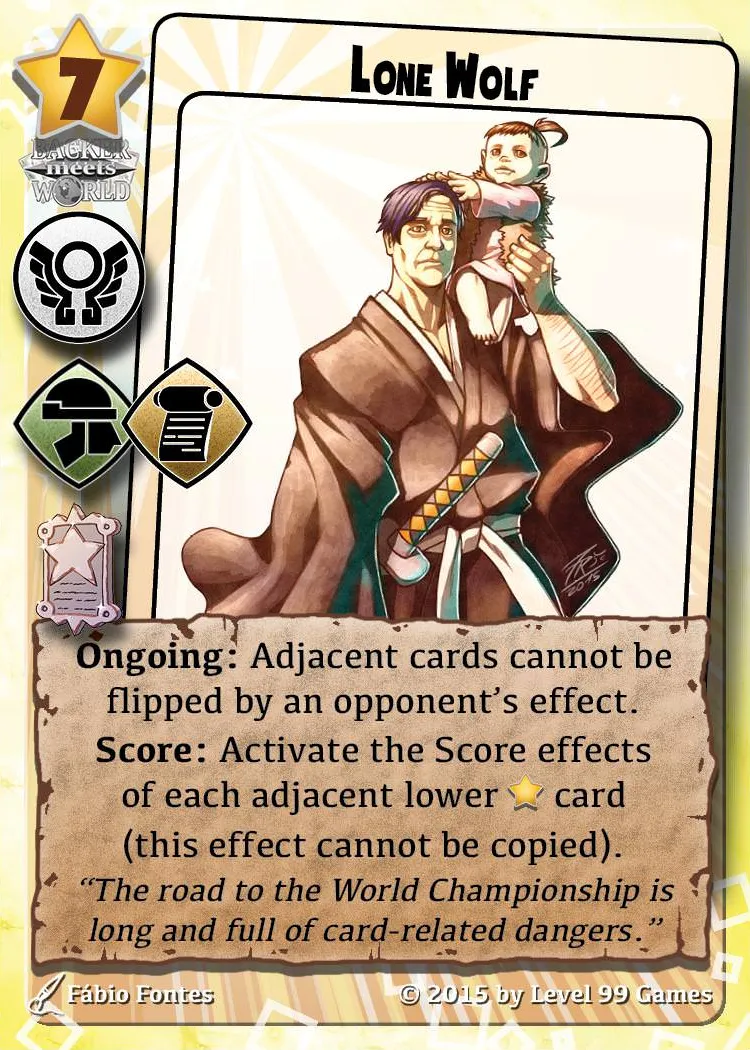 7
LONE WOLF
BACKER
meets
WORLD
Ongoing: Adjacent cards cannot be
flipped by an opponent's effect.
Score: Activate the Score effects
of each adjacent lower card
(this effect cannot be copied).
“The road to the World Championship is
long and full of card-related dangers.”
Fábio Fontes
© 2015 by Level 99 Games